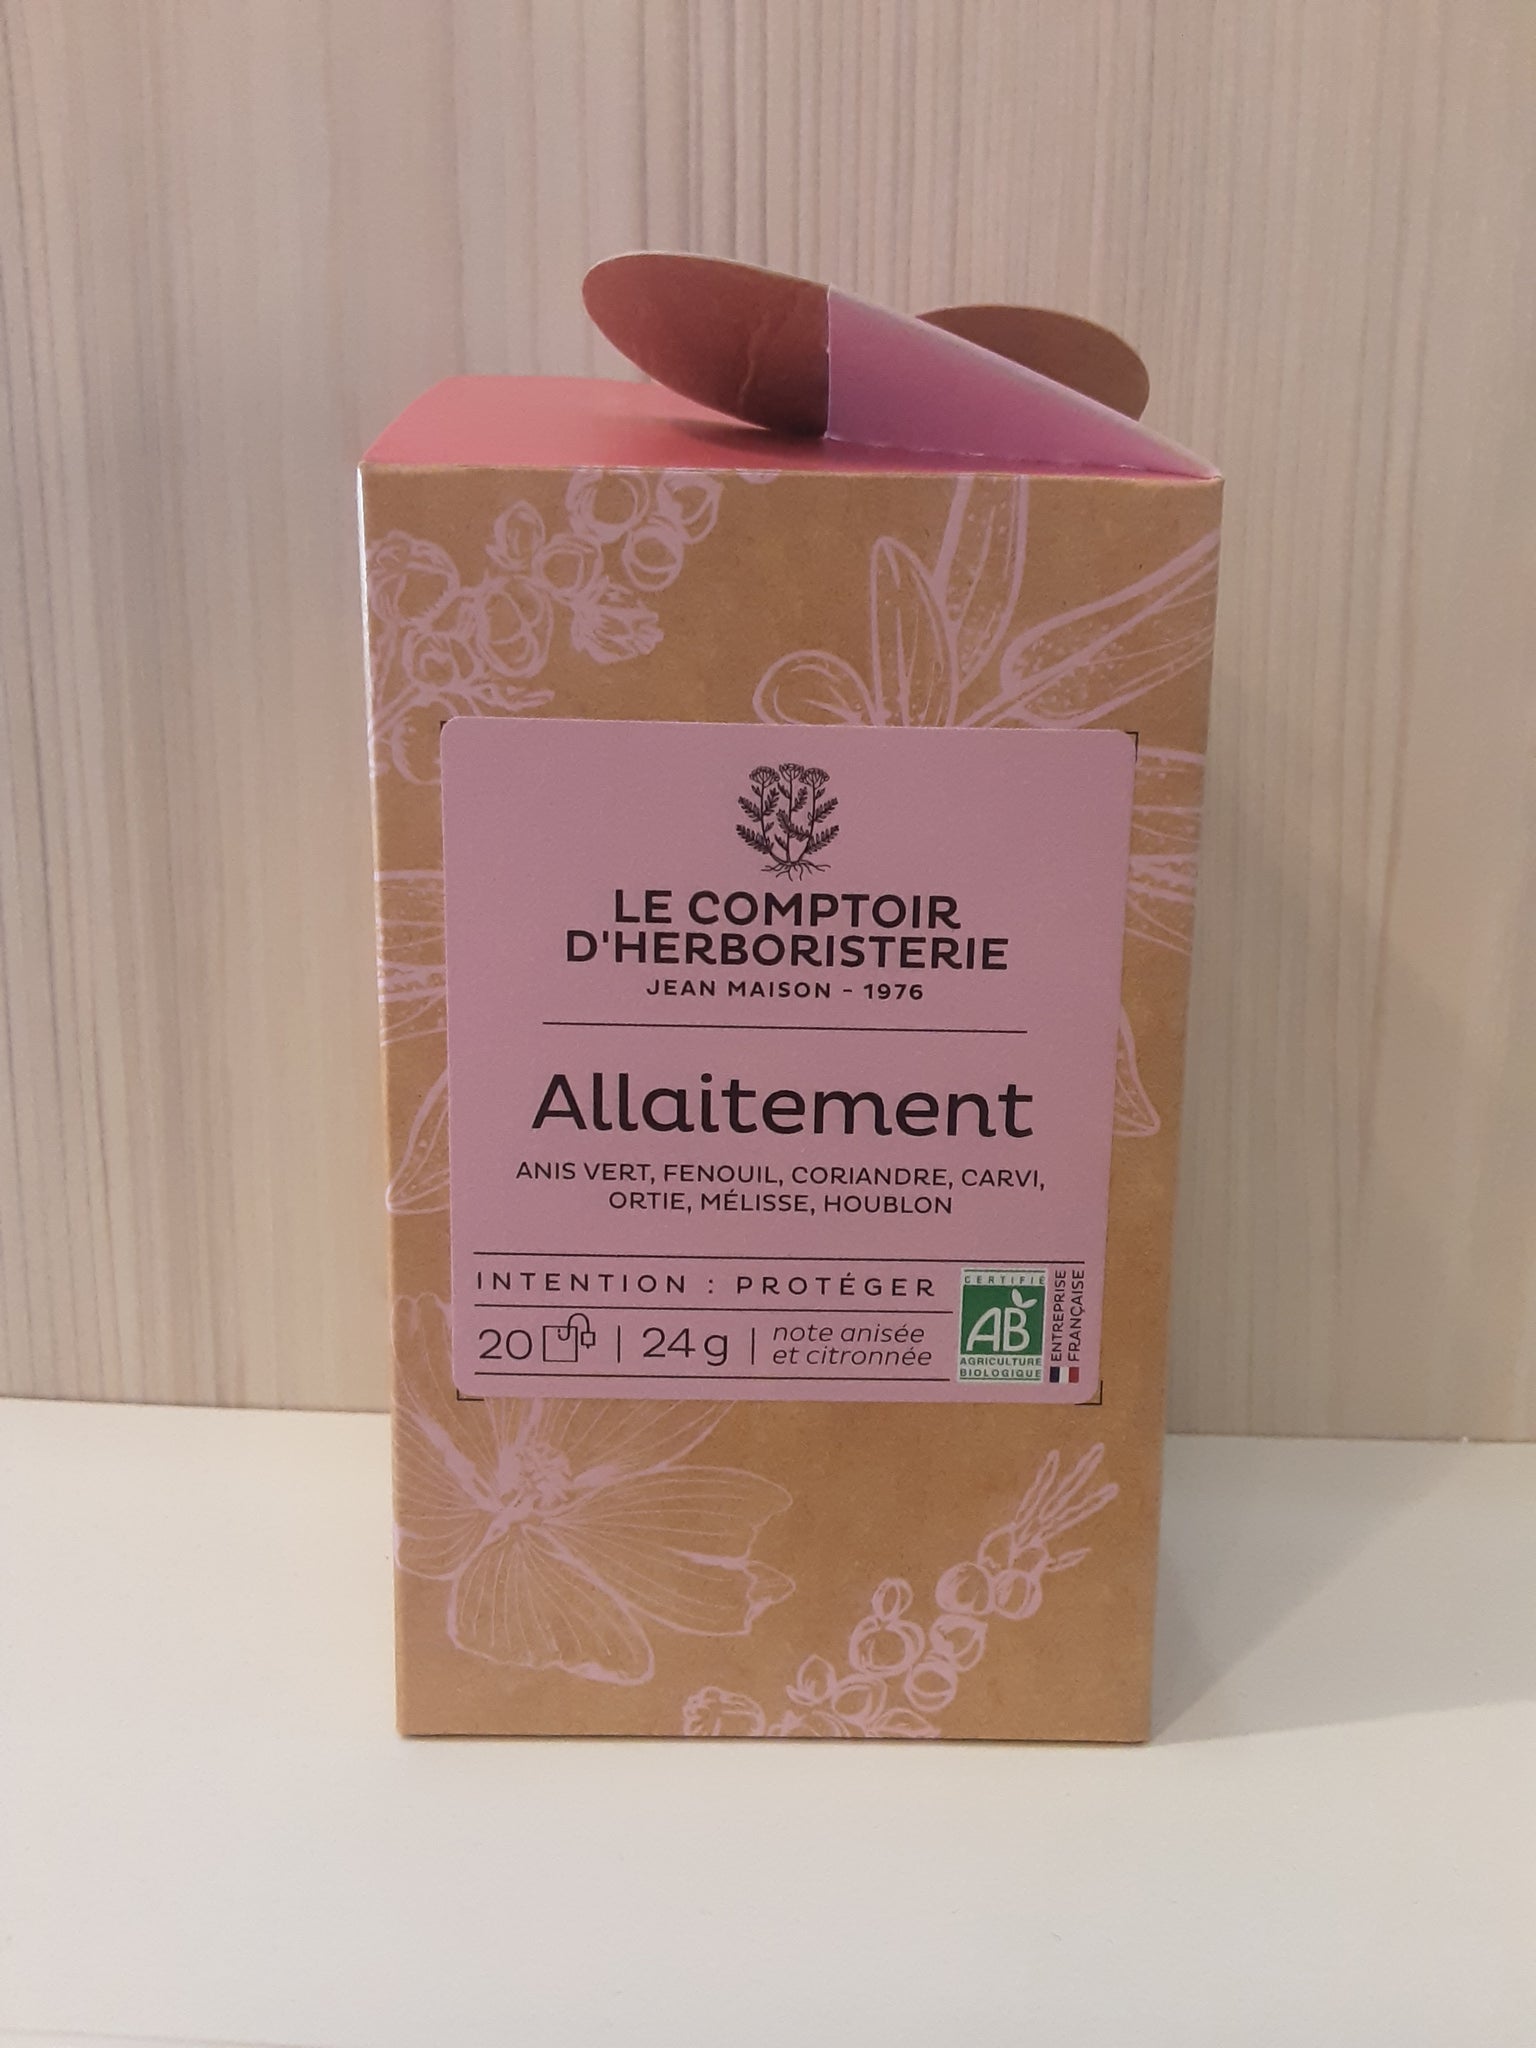 LE COMPTOIR
D'HERBORISTERIE
JEAN MAISON - 1976
Allaitement
ANIS VERT, FENOUIL, CORIANDRE, CARVI,
ORTIE, MÉLISSE, HOUBLON
INTENTION : PROTÉGER
20 | 24 g | note anisée
et citronnée
CERTIFIÉ
AB
AGRICULTURE
BIOLOGIQUE
ENTREPRISE
FRANÇAISE